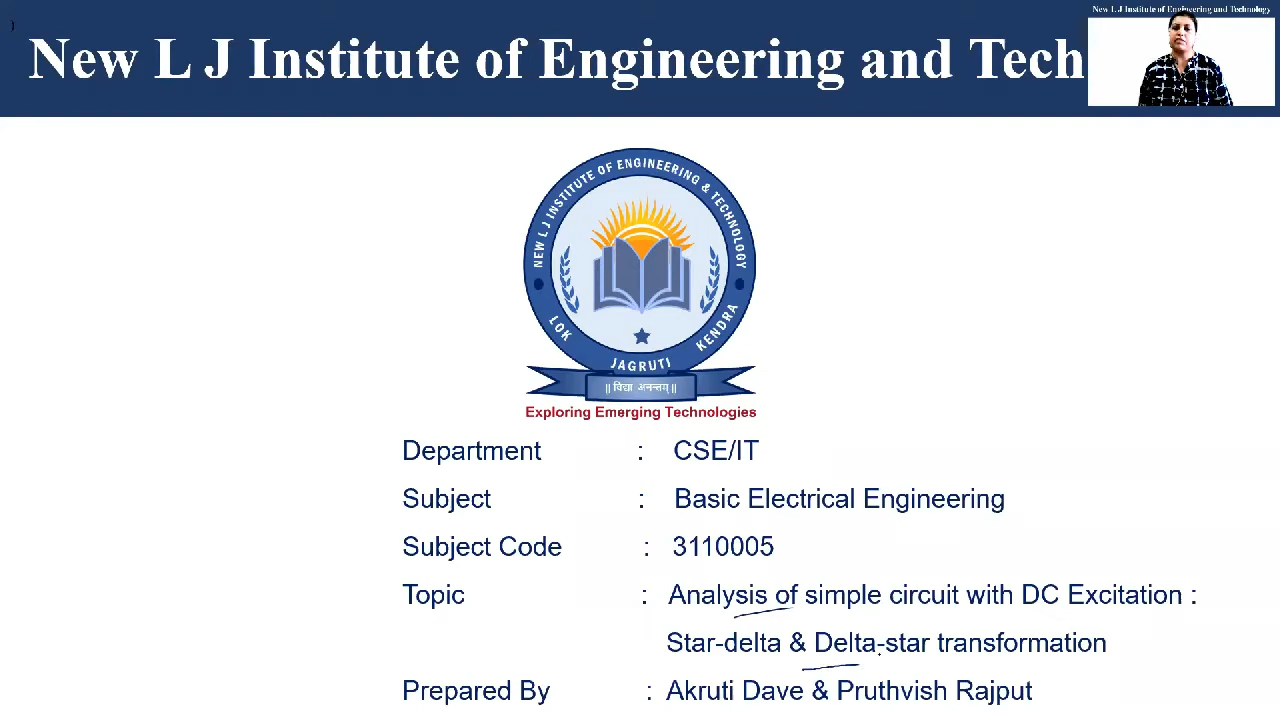 New L J Institute of Engineering and Technology
)
New L J Institute of Engineering and Tech
NEW L J INSTITUTE OF ENGINEERING & TECHNOLOGY
LOK JAGRUTI KENDRA
|| विद्या अनन्तम् ||
Exploring Emerging Technologies
Department : CSE/IT
Subject : Basic Electrical Engineering
Subject Code : 3110005
Topic : Analysis of simple circuit with DC Excitation :
Star-delta & Delta-star transformation
Prepared By : Akruti Dave & Pruthvish Rajput